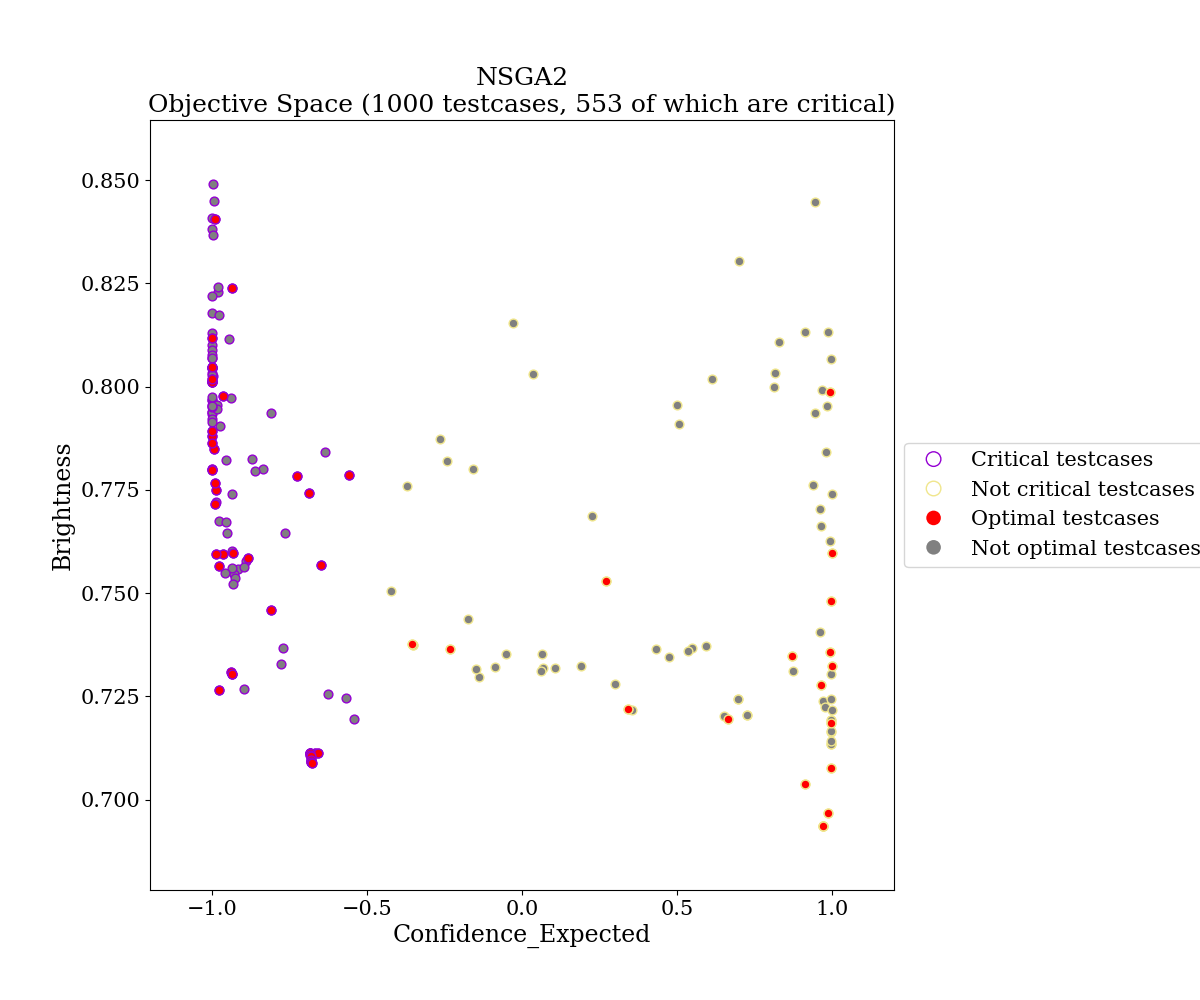 NSGA2
Objective Space (1000 testcases, 553 of which are critical)
0.850
0.825
0.800
0.775
0.750
0.725
0.700
Brightness
−1.0
−0.5
0.0
0.5
1.0
Confidence_Expected
Critical testcases
Not critical testcases
Optimal testcases
Not optimal testcases